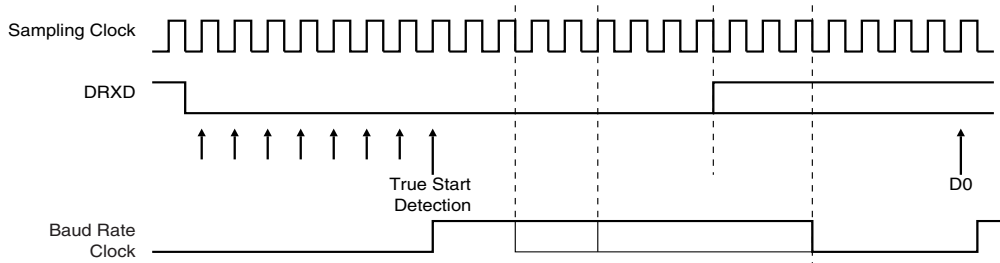 Sampling Clock
DRXD
True Start
Detection
D0
Baud Rate
Clock